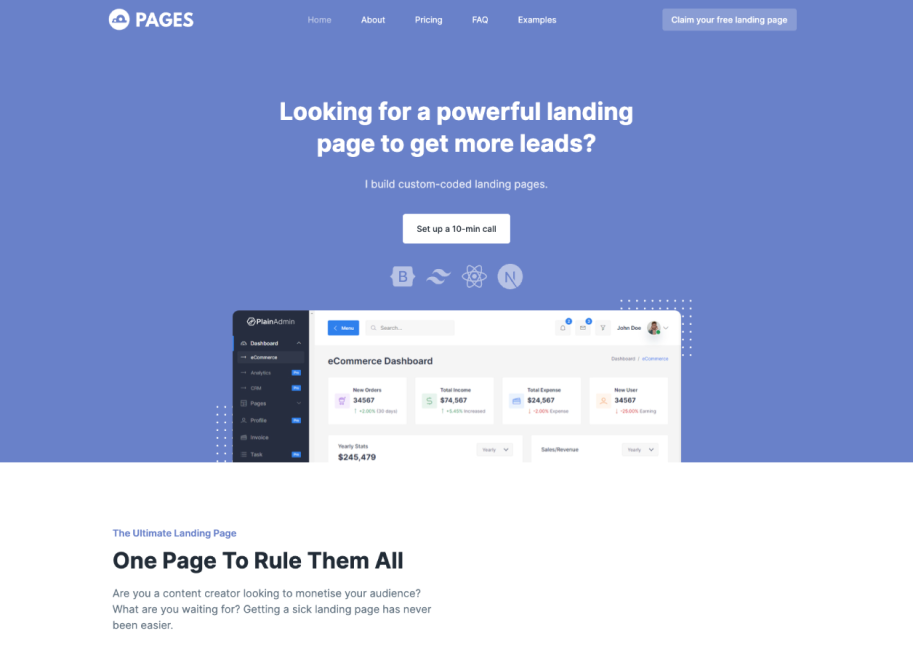 PAGES
Home About Pricing FAQ Examples
Claim your free landing page
Looking for a powerful landing
page to get more leads?
I build custom-coded landing pages.
Set up a 10-min call
B
N
PlainAdmin
Dashboard
eCommerce
Analytics
CRM
Pages
Profile
Invoice
Task
Menu
Search...
John Doe
eCommerce Dashboard
Dashboard / eCommerce
New Orders
34567
+2.00% (30 days)
Total Income
$74,567
+5.45% Increased
Total Expense
$24,567
-2.00% Expense
New User
34567
-25.00% Earning
Yearly Stats
$245,479
Yearly
Sales/Revenue
Yearly
The Ultimate Landing Page
One Page To Rule Them All
Are you a content creator looking to monetise your audience?
What are you waiting for? Getting a sick landing page has never
been easier.